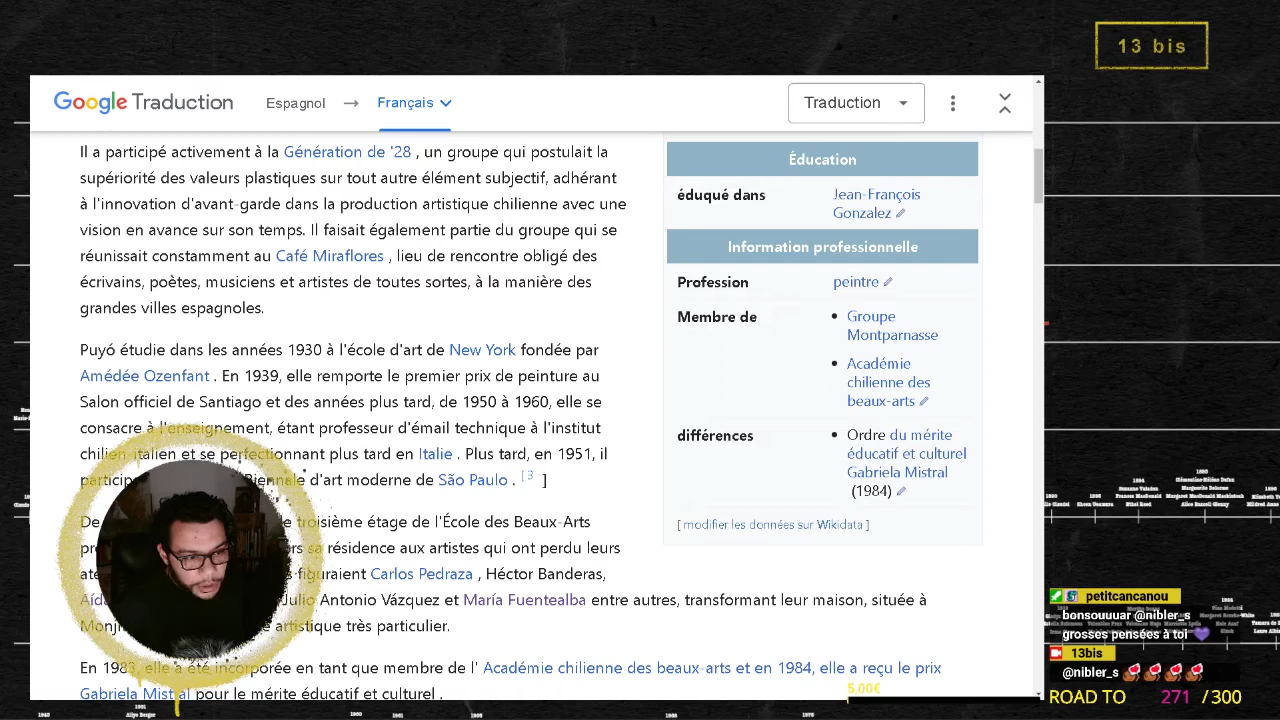 13 bis
Google Traduction
Espagnol → Français
Traduction
Il a participé activement à la Génération de '28 , un groupe qui postulait la
supériorité des valeurs plastiques sur tout autre élément subjectif, adhérant
à l'innovation d'avant-garde dans la production artistique chilienne avec une
vision en avance sur son temps. Il faisait également partie du groupe qui se
réunissait constamment au Café Miraflores , lieu de rencontre obligé des
écrivains, poètes, musiciens et artistes de toutes sortes, à la manière des
grandes villes espagnoles.
Puyó étudie dans les années 1930 à l'école d'art de New York fondée par
Amédée Ozenfant . En 1939, elle remporte le premier prix de peinture au
Salon officiel de Santiago et des années plus tard, de 1950 à 1960, elle se
consacre à l'enseignement, étant professeur d'émail technique à l'institut
chilien-italien et se perfectionnant plus tard en Italie . Plus tard, en 1951, il
Biennale d'art moderne de São Paulo . [ 3 ]
De troisième étage de l'École des Beaux-Arts
sa résidence aux artistes qui ont perdu leurs
figuraient Carlos Pedraza , Héctor Banderas,
Julio Antonio Vázquez et María Fuentealba entre autres, transformant leur maison, située à
artistique très particulier.
En 1983, elle a été incorporée en tant que membre de l' Académie chilienne des beaux-arts et en 1984, elle a reçu le prix
Gabriela Mistral pour le mérite éducatif et culturel .
Éducation
éduqué dans Jean-François
Gonzalez
Information professionnelle
Profession peintre
Membre de • Groupe
Montparnasse
• Académie
chilienne des
beaux-arts
différences • Ordre du mérite
éducatif et culturel
Gabriela Mistral
(1984)
[ modifier les données sur Wikidata ]
petitcancanou
bonsouuuar @nibler_s
grosses pensées à toi
13bis
@nibler_s
5,00€
ROAD TO 271 / 300